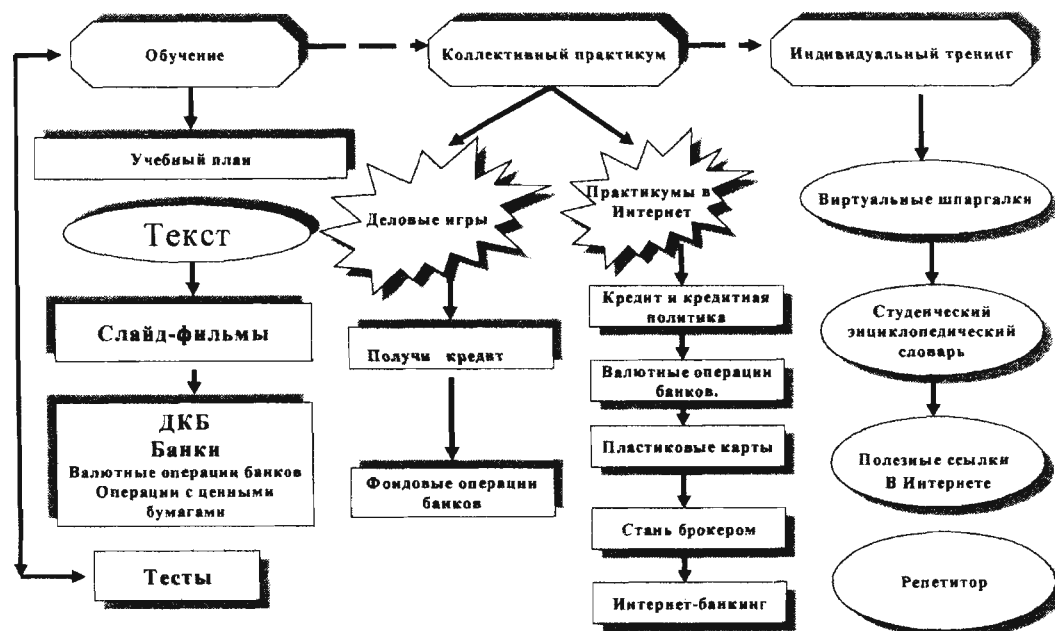 Обучение
Коллективный практикум
Индивидуальный тренинг
Учебный план
Текст
Слайд-фильмы
ДКБ
Банки
Валютные операции банков
Операции с ценными
бумагами
Тесты
Деловые игры
Получи кредит
Фондовые операции
банков
Практикумы в
Интернет
Кредит и кредитная
политика
Валютные операции
банков.
Пластиковые карты
Стань брокером
Интернет-банкинг
Виртуальные шпаргалки
Студенческий
энциклопедический
словарь
Полезные ссылки
В Интернете
Репетитор